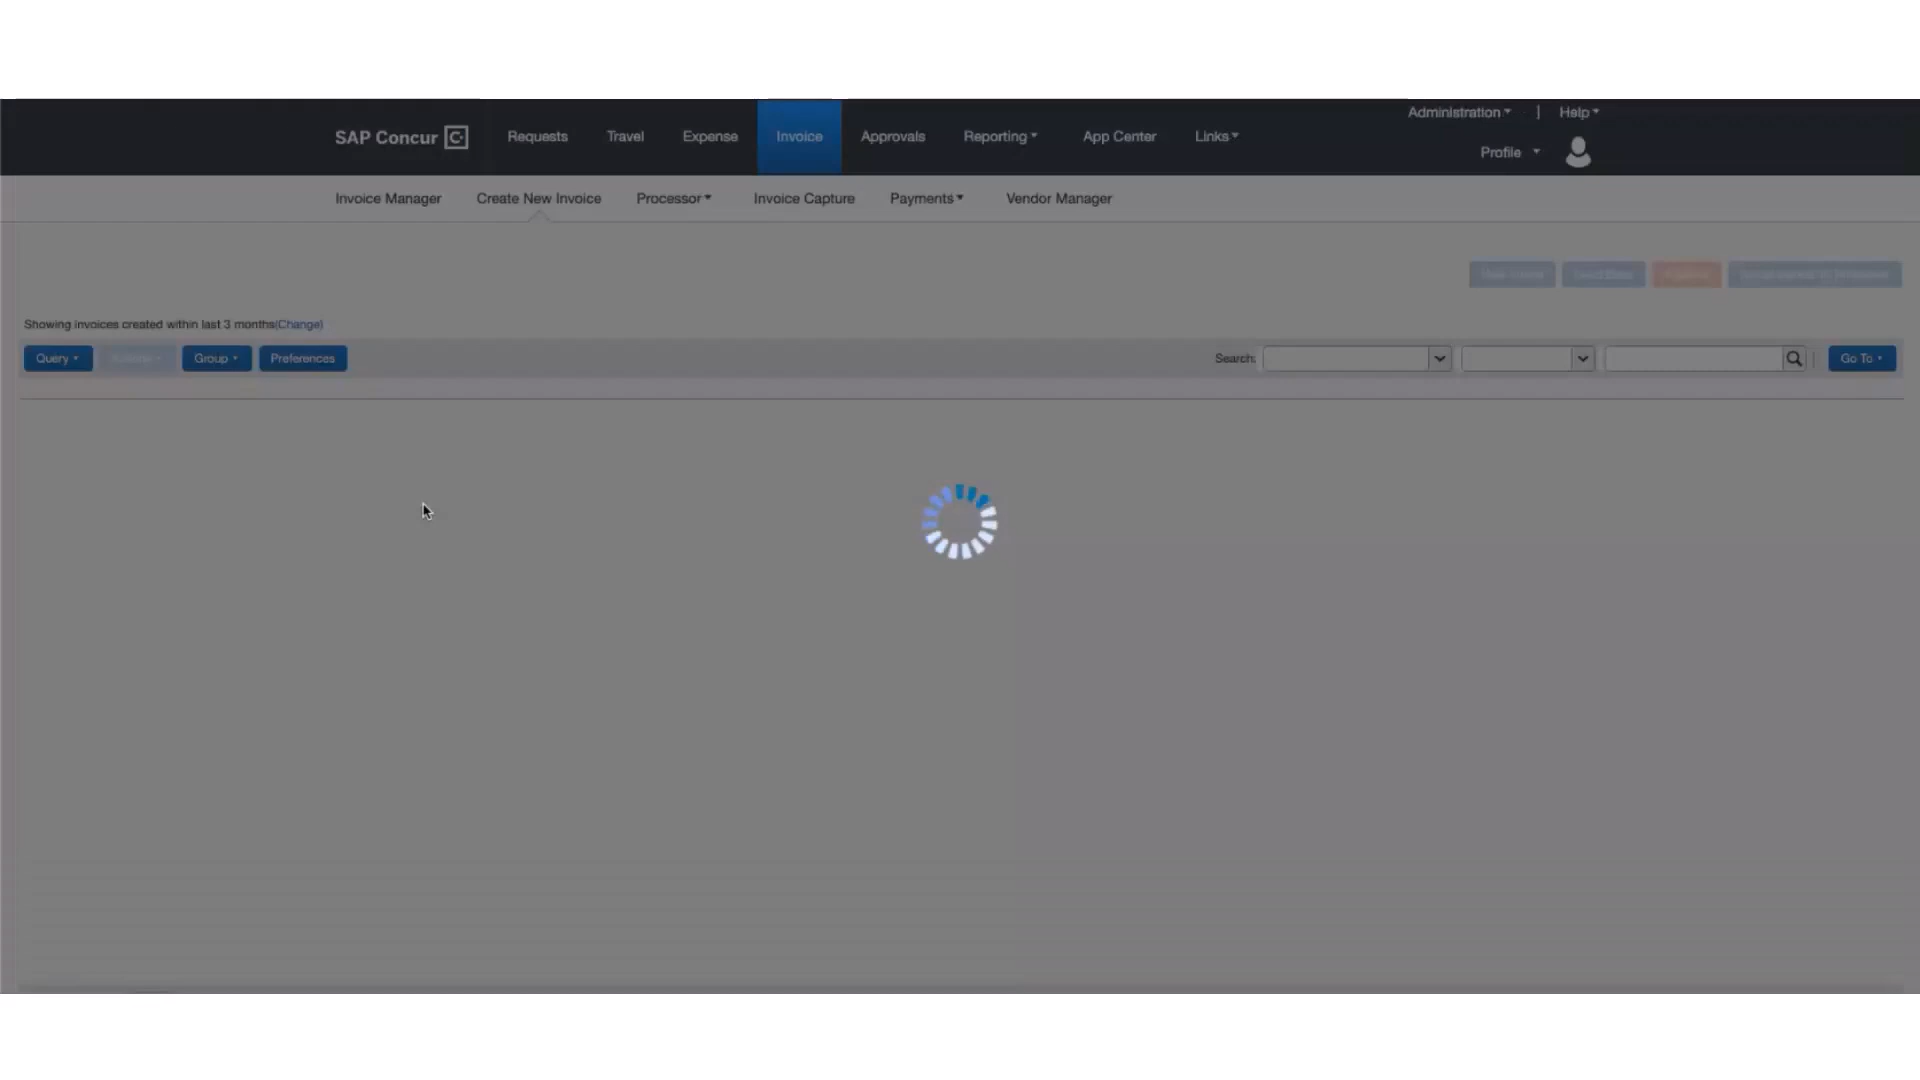 Administration | Help
SAP Concur Requests Travel Expense Invoice Approvals Reporting App Center Links
Profile
Invoice Manager Create New Invoice Processor Invoice Capture Payments Vendor Manager
Showing invoices created within last 3 months(Change)
Query Group Preferences Search: Go To